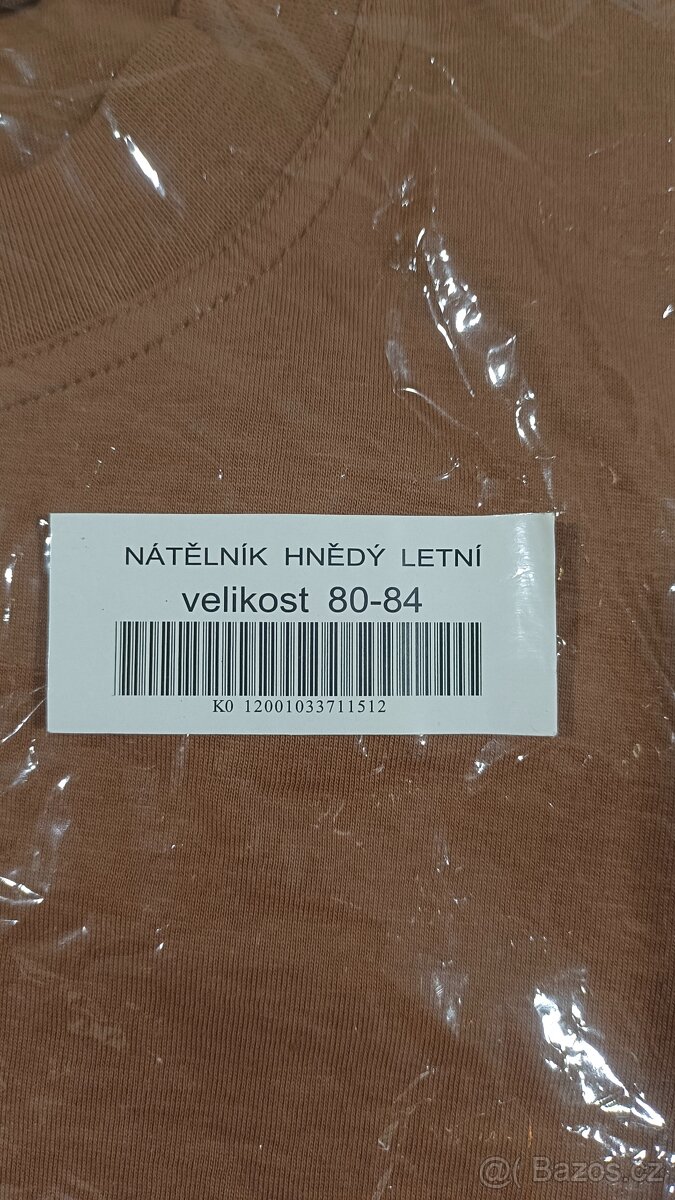 NÁTĚLNÍK HNĚDÝ LETNÍ
velikost 80-84
K0 12001033711512
@( Bazos.cz